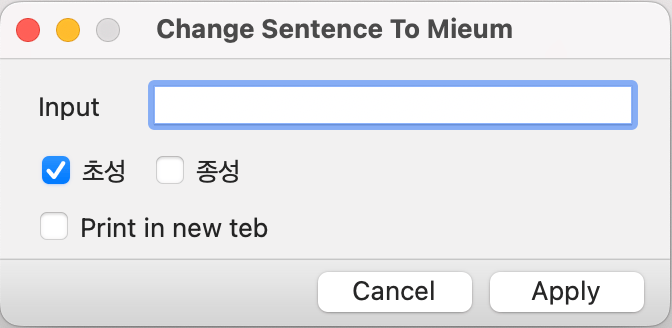 Change Sentence To Mieum
Input
초성 종성
Print in new teb
Cancel Apply